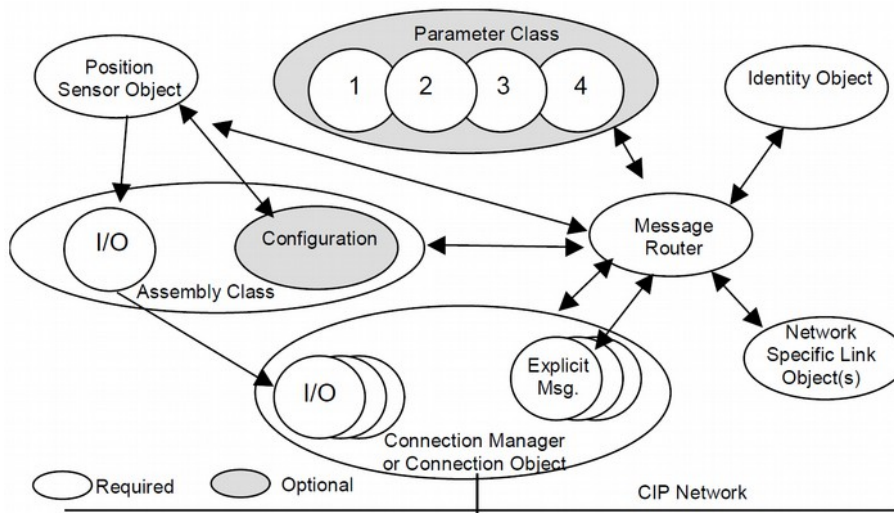 Parameter Class
1 2 3 4
Position
Sensor Object
Identity Object
I/O
Configuration
Assembly Class
Message
Router
Network
Specific Link
Object(s)
I/O
Explicit
Msg.
Connection Manager
or Connection Object
Required
Optional
CIP Network